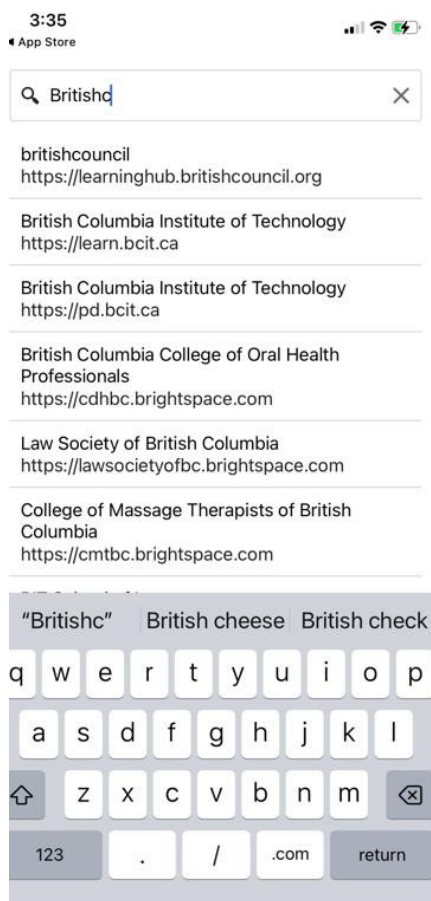 3:35
App Store
Britishc
britishcouncil
https://learninghub.britishcouncil.org
British Columbia Institute of Technology
https://learn.bcit.ca
British Columbia Institute of Technology
https://pd.bcit.ca
British Columbia College of Oral Health
Professionals
https://cdhbc.brightspace.com
Law Society of British Columbia
https://lawsocietyofbc.brightspace.com
College of Massage Therapists of British
Columbia
https://cmtbc.brightspace.com
"Britishc" British cheese British check
q w e r t y u i o p
a s d f g h j k l
z x c v b n m
123 . / .com return